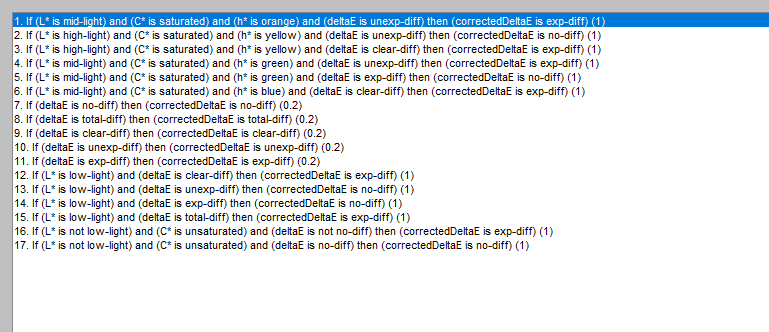 1. If (L* is mid-light) and (C* is saturated) and (h* is orange) and (deltaE is unexp-diff) then (correctedDeltaE is exp-diff) (1)
2. If (L* is high-light) and (C* is saturated) and (h* is yellow) and (deltaE is unexp-diff) then (correctedDeltaE is no-diff) (1)
3. If (L* is high-light) and (C* is saturated) and (h* is yellow) and (deltaE is clear-diff) then (correctedDeltaE is exp-diff) (1)
4. If (L* is mid-light) and (C* is saturated) and (h* is green) and (deltaE is unexp-diff) then (correctedDeltaE is exp-diff) (1)
5. If (L* is mid-light) and (C* is saturated) and (h* is green) and (deltaE is exp-diff) then (correctedDeltaE is no-diff) (1)
6. If (L* is mid-light) and (C* is saturated) and (h* is blue) and (deltaE is clear-diff) then (correctedDeltaE is exp-diff) (1)
7. If (deltaE is no-diff) then (correctedDeltaE is no-diff) (0.2)
8. If (deltaE is total-diff) then (correctedDeltaE is total-diff) (0.2)
9. If (deltaE is clear-diff) then (correctedDeltaE is clear-diff) (0.2)
10. If (deltaE is unexp-diff) then (correctedDeltaE is unexp-diff) (0.2)
11. If (deltaE is exp-diff) then (correctedDeltaE is exp-diff) (0.2)
12. If (L* is low-light) and (deltaE is clear-diff) then (correctedDeltaE is exp-diff) (1)
13. If (L* is low-light) and (deltaE is unexp-diff) then (correctedDeltaE is no-diff) (1)
14. If (L* is low-light) and (deltaE is exp-diff) then (correctedDeltaE is no-diff) (1)
15. If (L* is low-light) and (deltaE is total-diff) then (correctedDeltaE is exp-diff) (1)
16. If (L* is not low-light) and (C* is unsaturated) and (deltaE is not no-diff) then (correctedDeltaE is exp-diff) (1)
17. If (L* is not low-light) and (C* is unsaturated) and (deltaE is no-diff) then (correctedDeltaE is no-diff) (1)